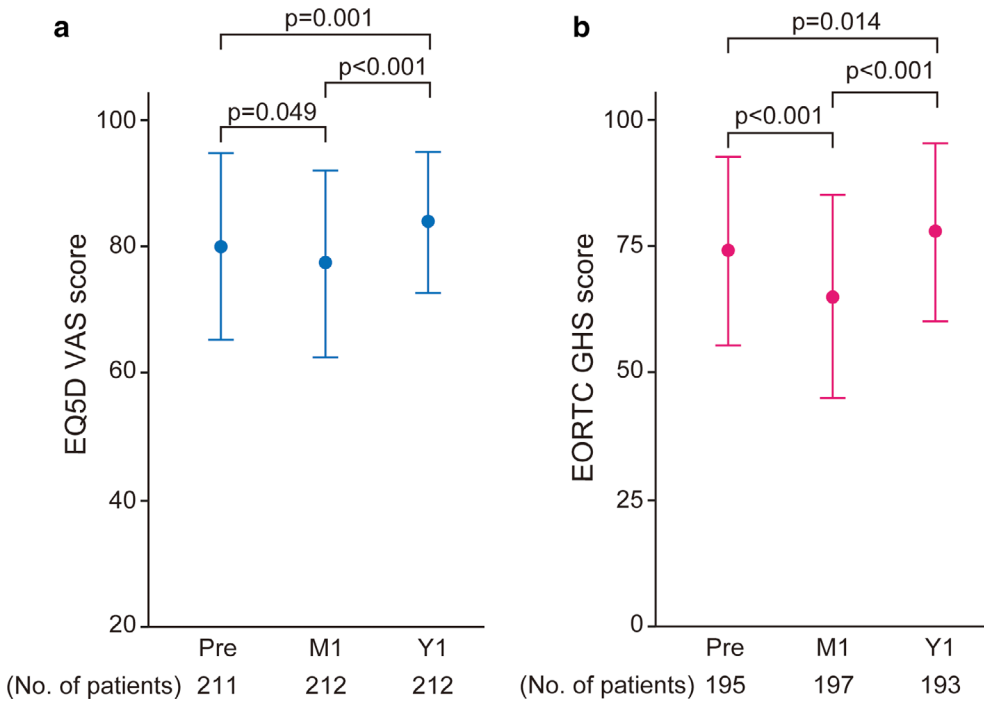 a
p=0.001
p<0.001
p=0.049
100
80
60
40
20
EQ5D VAS score
Pre M1 Y1
(No. of patients) 211 212 212
b
p=0.014
p<0.001
p<0.001
100
75
50
25
0
EORTC GHS score
Pre M1 Y1
(No. of patients) 195 197 193